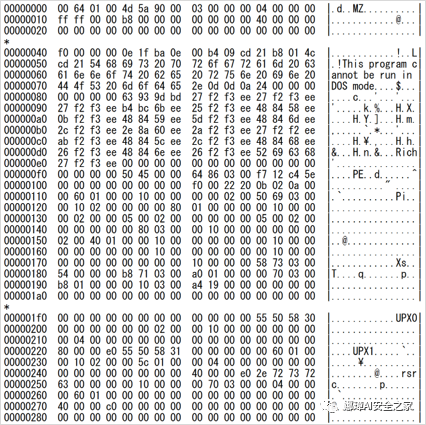 00000000 00 64 01 00 4d 5a 90 00 03 00 00 00 04 00 00 00 |.d..MZ..........|
00000010 ff ff 00 00 b8 00 00 00 00 00 00 00 40 00 00 00 |............@...|
00000020 00 00 00 00 00 00 00 00 00 00 00 00 00 00 00 00 |................|
*
00000040 f0 00 00 00 0e 1f ba 0e 00 b4 09 cd 21 b8 01 4c |............!..L|
00000050 cd 21 54 68 69 73 20 70 72 6f 67 72 61 6d 20 63 |.!This program c|
00000060 61 6e 6e 6f 74 20 62 65 20 72 75 6e 20 69 6e 20 |annot be run in |
00000070 44 4f 53 20 6d 6f 64 65 2e 0d 0d 0a 24 00 00 00 |DOS mode....$...|
00000080 00 00 00 00 63 93 9d bd 27 f2 f3 ee 27 f2 f3 ee |....c...'...'...|
00000090 27 f2 f3 ee b4 bc 6b ee 25 f2 f3 ee 48 84 58 ee |'.....k.%...H.X.|
000000a0 0b f2 f3 ee 48 84 59 ee 5d f2 f3 ee 48 84 6d ee |....H.Y.]...H.m.|
000000b0 2c f2 f3 ee 2e 8a 60 ee 2a f2 f3 ee 27 f2 f2 ee |,.....`.*...'...|
000000c0 ab f2 f3 ee 48 84 5c ee 2c f2 f3 ee 48 84 68 ee |....H.¥.,...H.h.|
000000d0 26 f2 f3 ee 48 84 6e ee 26 f2 f3 ee 52 69 63 68 |&...H.n.&...Rich|
000000e0 27 f2 f3 ee 00 00 00 00 00 00 00 00 00 00 00 00 |'...............|
000000f0 00 00 00 00 50 45 00 00 64 86 03 00 f7 12 c4 5e |....PE..d......^|
00000100 00 00 00 00 00 00 00 00 f0 00 22 20 0b 02 0a 00 |.........." ....|
00000110 00 60 01 00 00 10 00 00 00 00 02 00 50 69 03 00 |.`..........Pi..|
00000120 00 10 02 00 00 00 00 80 01 00 00 00 00 10 00 00 |................|
00000130 00 02 00 00 05 00 02 00 00 00 00 00 05 00 02 00 |................|
00000140 00 00 00 00 00 80 03 00 00 10 00 00 00 00 00 00 |................|
00000150 02 00 40 01 00 00 10 00 00 00 00 00 00 10 00 00 |..@.............|
00000160 00 00 00 00 00 00 10 00 00 00 00 00 00 10 00 00 |................|
00000170 00 00 00 00 00 00 00 00 10 00 00 00 58 73 03 00 |............Xs..|
00000180 54 00 00 00 b8 71 03 00 a0 01 00 00 00 70 03 00 |T....q.......p..|
00000190 b8 01 00 00 00 10 03 00 a4 19 00 00 00 00 00 00 |................|
000001a0 00 00 00 00 00 00 00 00 00 00 00 00 00 00 00 00 |................|
*
000001f0 00 00 00 00 00 00 00 00 00 00 00 00 55 50 58 30 |............UPX0|
00000200 00 00 00 00 00 00 02 00 00 10 00 00 00 00 00 00 |................|
00000210 00 04 00 00 00 00 00 00 00 00 00 00 00 00 00 00 |................|
00000220 80 00 00 e0 55 50 58 31 00 00 00 00 00 60 01 00 |....UPX1.....`..|
00000230 00 10 02 00 00 5c 01 00 00 04 00 00 00 00 00 00 |.....¥..........|
00000240 00 00 00 00 00 00 00 00 40 00 00 e0 2e 72 73 72 |........@....rsr|
00000250 63 00 00 00 00 10 00 00 00 70 03 00 00 04 00 00 |c........p......|
00000260 00 60 01 00 00 00 00 00 00 00 00 00 00 00 00 00 |.`..............|
00000270 40 00 00 c0 00 00 00 00 00 00 00 00 00 00 00 00
00000280 00 00 00 00 00 00 00 00 00 00 00 00 00 00 00 00